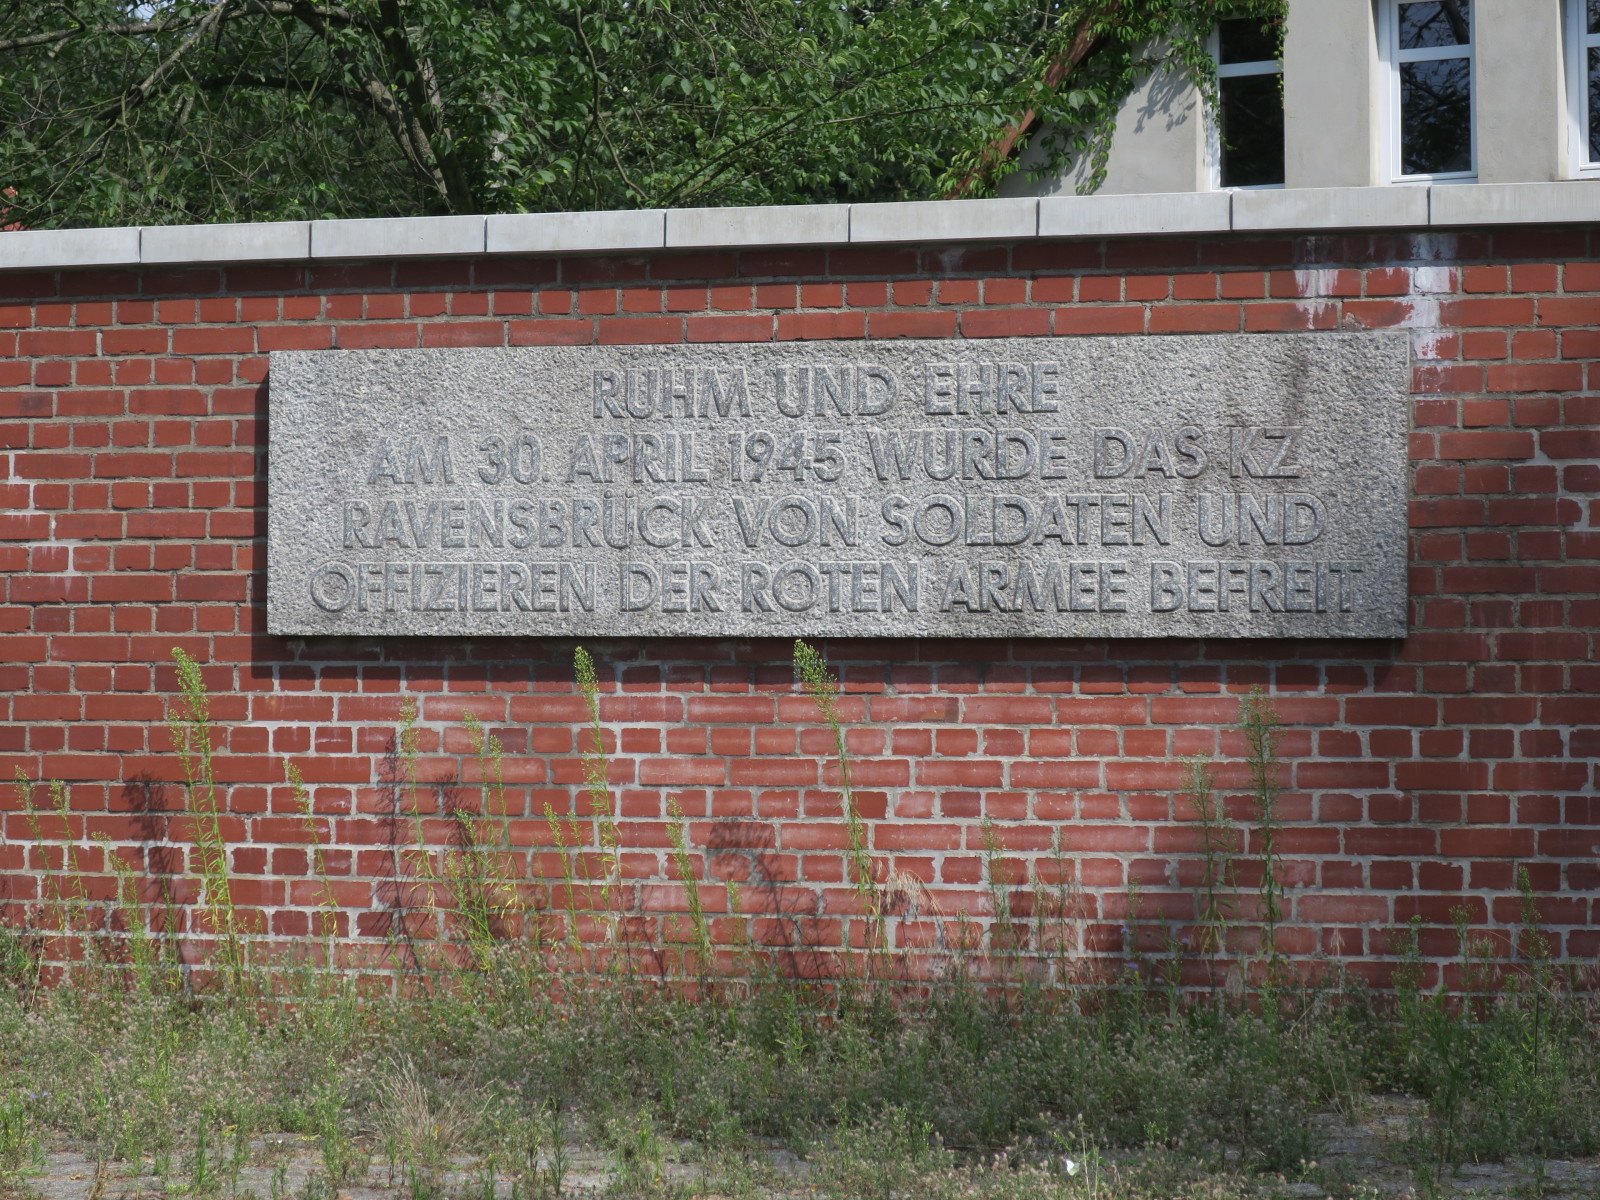 RUHM UND EHRE
AM 30. APRIL 1945 WURDE DAS KZ
RAVENSBRÜCK VON SOLDATEN UND
OFFIZIEREN DER ROTEN ARMEE BEFREIT